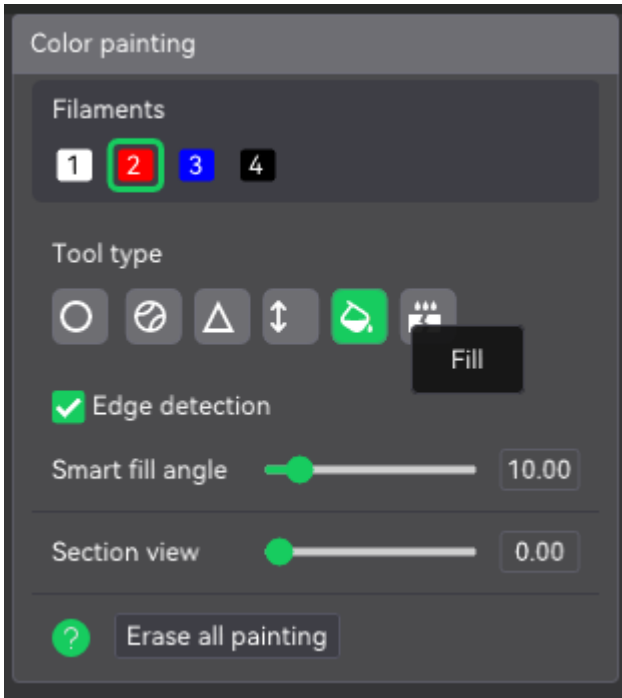 Color painting
Filaments
1 2 3 4
Tool type
Fill
Edge detection
Smart fill angle 10.00
Section view 0.00
? Erase all painting